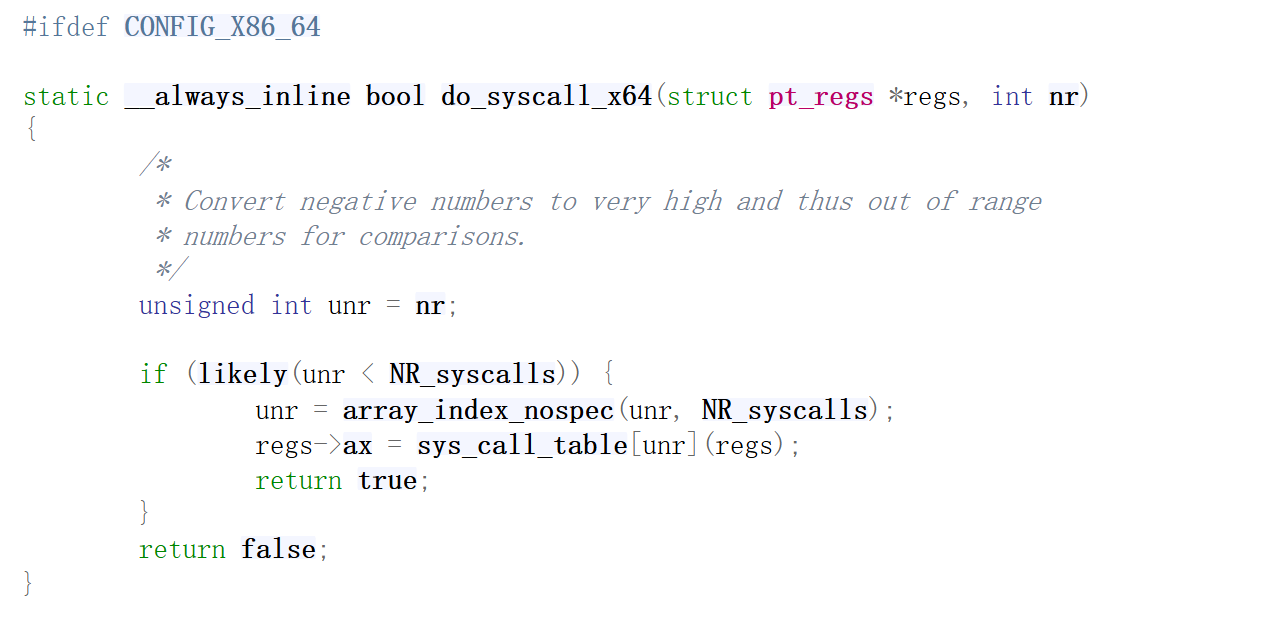 #ifdef CONFIG_X86_64
static __always_inline bool do_syscall_x64(struct pt_regs *regs, int nr)
{
/*
* Convert negative numbers to very high and thus out of range
* numbers for comparisons.
*/
unsigned int unr = nr;
if (likely(unr < NR_syscalls)) {
unr = array_index_nospec(unr, NR_syscalls);
regs->ax = sys_call_table[unr](regs);
return true;
}
return false;
}